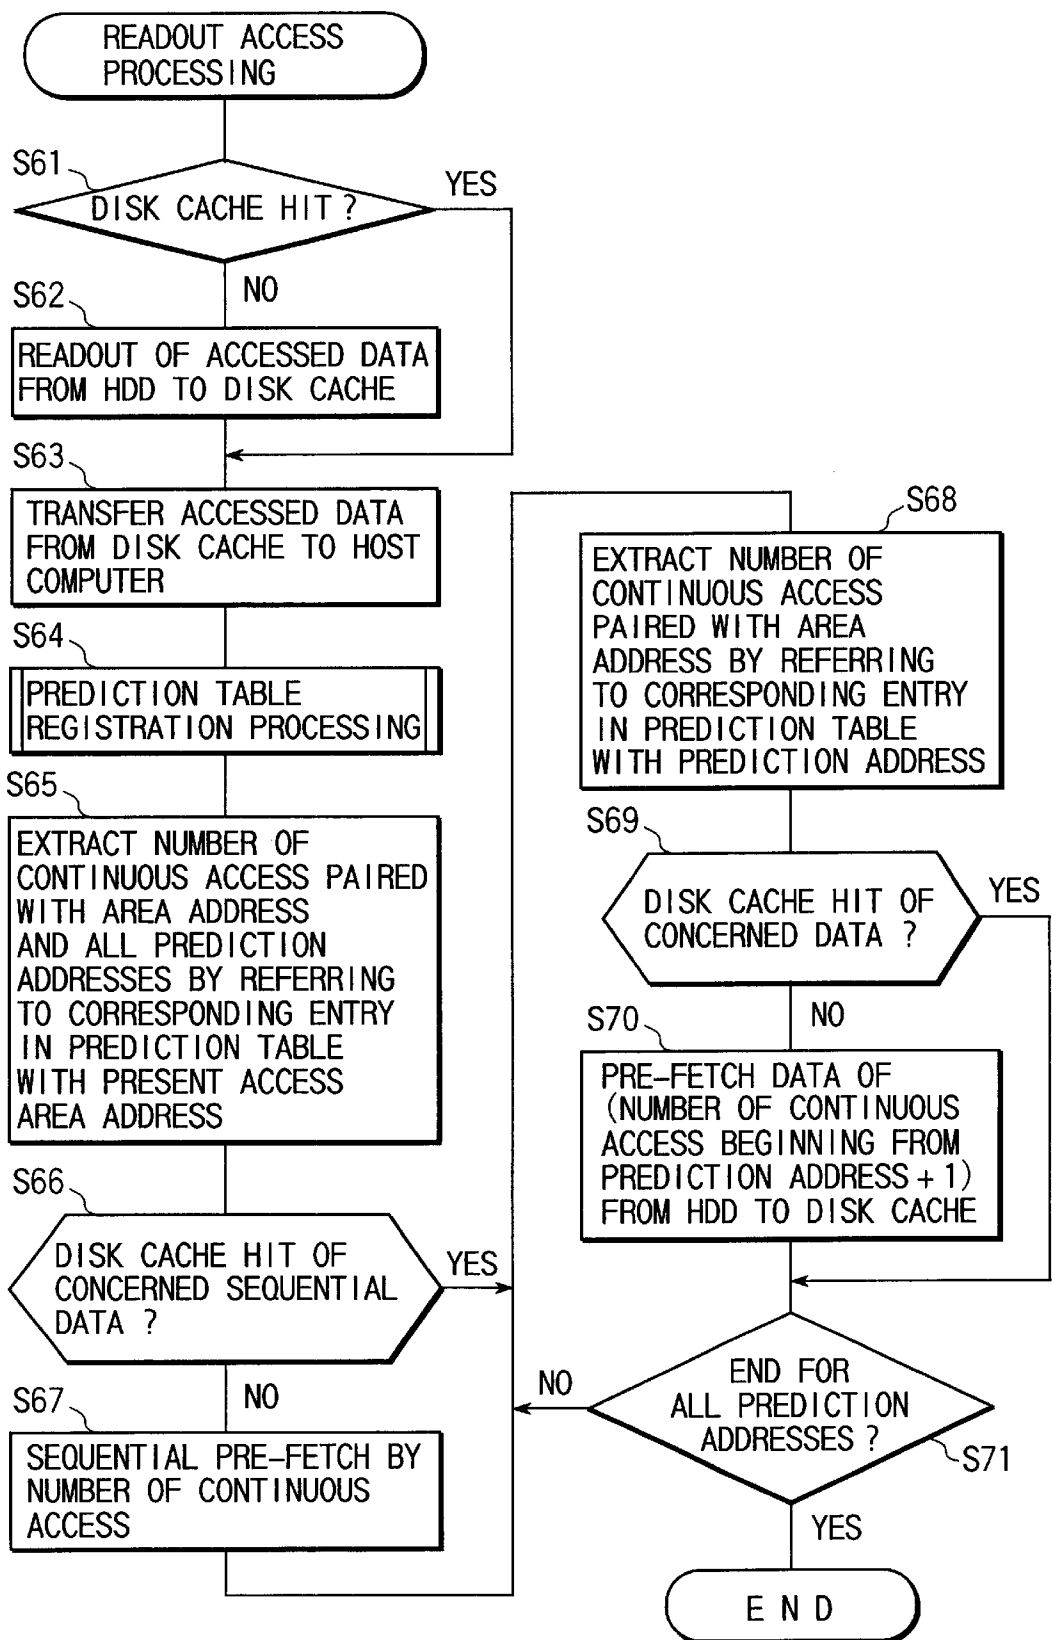 READOUT ACCESS
PROCESSING
S61
DISK CACHE HIT ?
YES
NO
S62
READOUT OF ACCESSED DATA
FROM HDD TO DISK CACHE
S63
TRANSFER ACCESSED DATA
FROM DISK CACHE TO HOST
COMPUTER
S64
PREDICTION TABLE
REGISTRATION PROCESSING
S65
EXTRACT NUMBER OF
CONTINUOUS ACCESS PAIRED
WITH AREA ADDRESS
AND ALL PREDICTION
ADDRESSES BY REFERRING
TO CORRESPONDING ENTRY
IN PREDICTION TABLE
WITH PRESENT ACCESS
AREA ADDRESS
S66
DISK CACHE HIT OF
CONCERNED SEQUENTIAL
DATA ?
YES
NO
S67
SEQUENTIAL PRE-FETCH BY
NUMBER OF CONTINUOUS
ACCESS
S68
EXTRACT NUMBER OF
CONTINUOUS ACCESS
PAIRED WITH AREA
ADDRESS BY REFERRING
TO CORRESPONDING ENTRY
IN PREDICTION TABLE
WITH PREDICTION ADDRESS
S69
DISK CACHE HIT OF
CONCERNED DATA ?
YES
NO
S70
PRE-FETCH DATA OF
(NUMBER OF CONTINUOUS
ACCESS BEGINNING FROM
PREDICTION ADDRESS + 1)
FROM HDD TO DISK CACHE
END FOR
ALL PREDICTION
ADDRESSES ?
NO
S71
YES
END